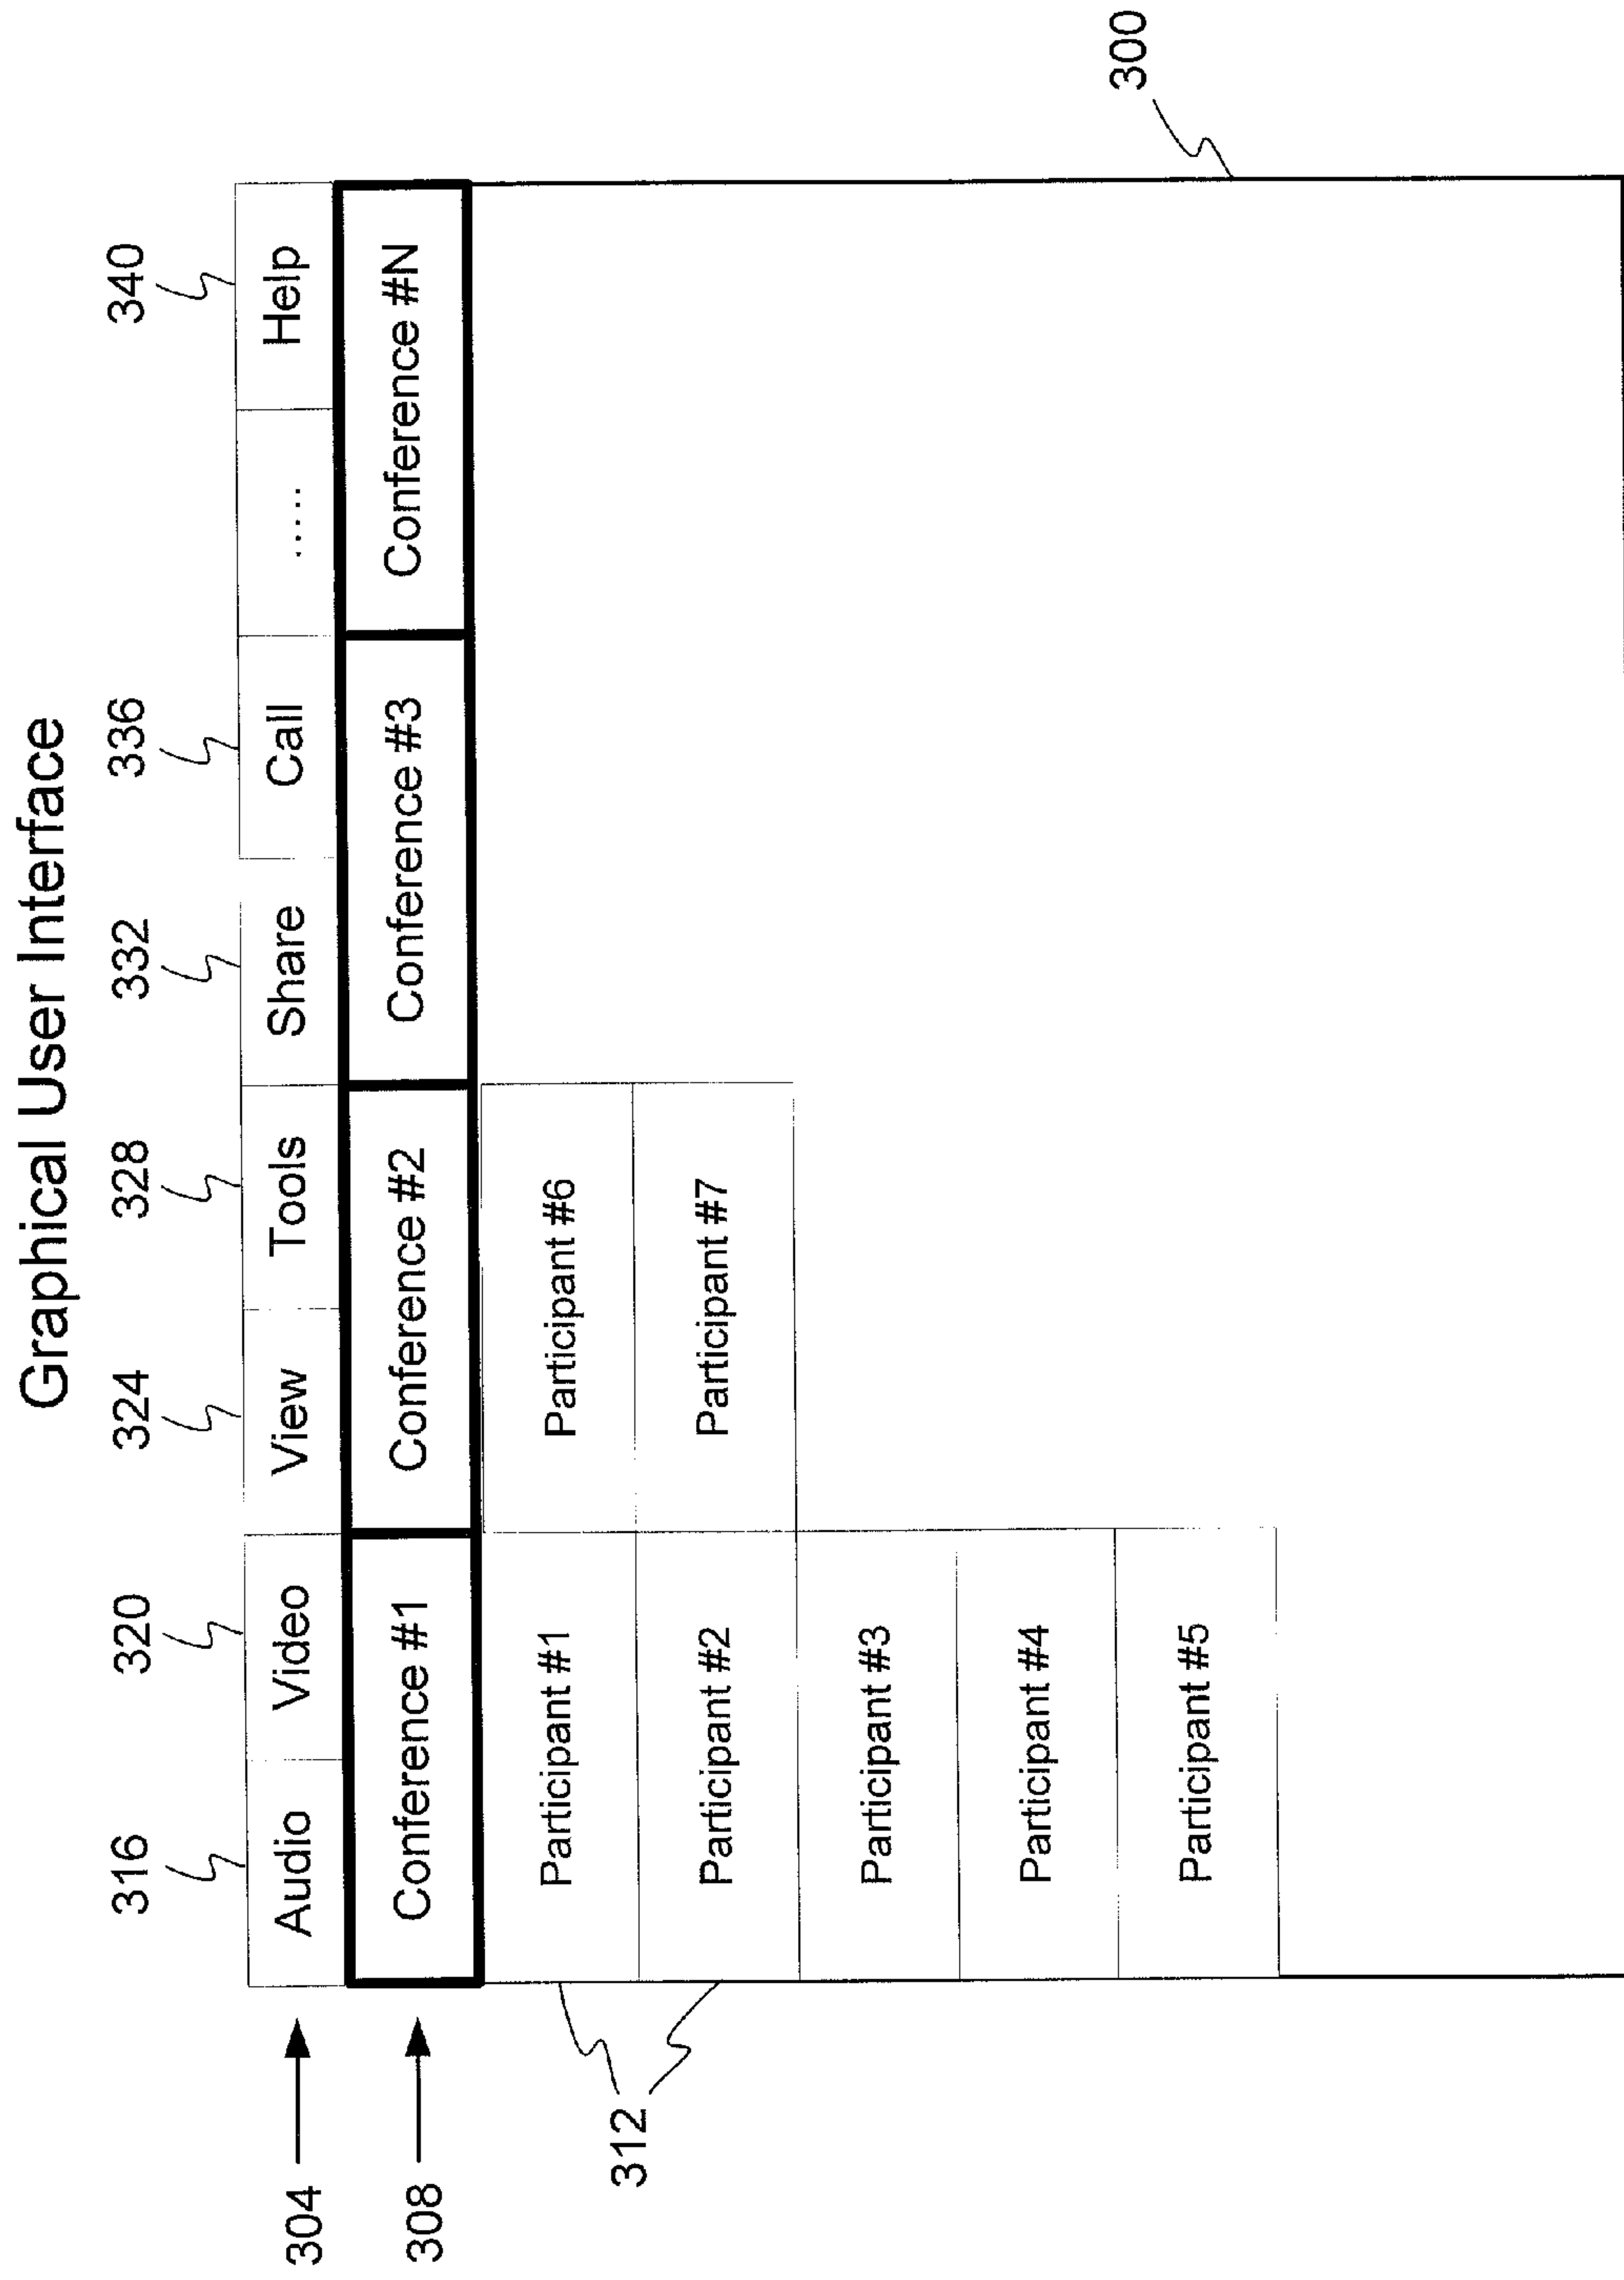 Graphical User Interface
316 320 324 328 332 336 340
304 Audio Video View Tools Share Call ..... Help
308 Conference #1 Conference #2 Conference #3 Conference #N
Participant #1 Participant #6
312
Participant #2 Participant #7
Participant #3
Participant #4
Participant #5
300